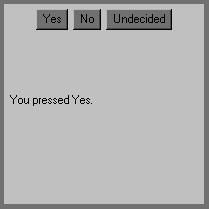 Yes No Undecided
You pressed Yes.